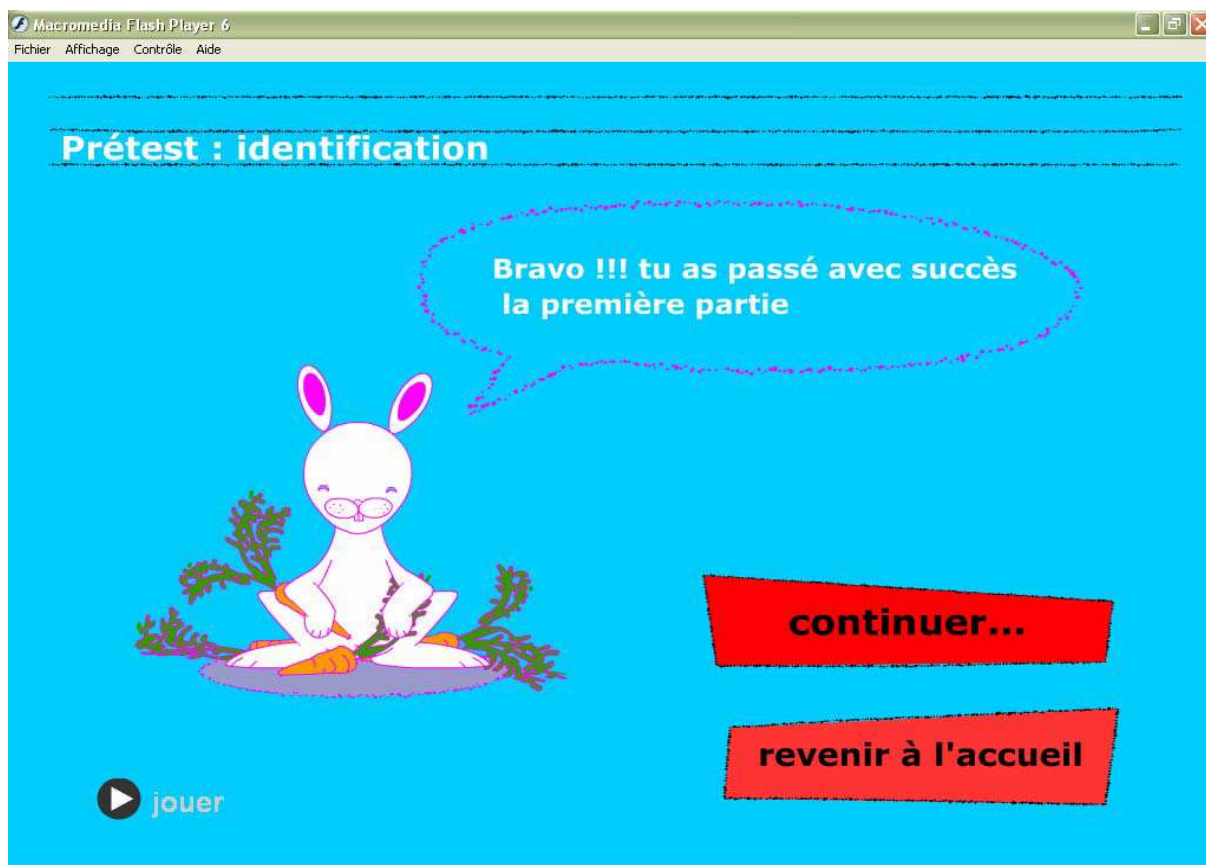 Macromedia Flash Player 6
Fichier Affichage Contrôle Aide
Prétest : identification
Bravo !!! tu as passé avec succès
la première partie
continuer...
revenir à l'accueil
jouer